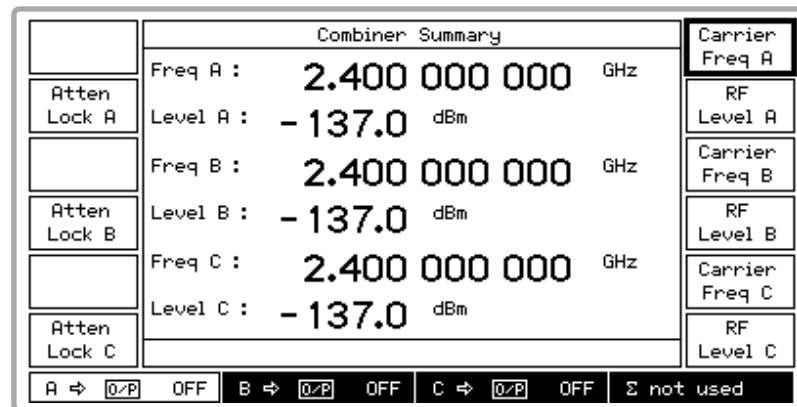 Combiner Summary
Carrier
Freq A
Freq A : 2.400 000 000 GHz
Atten
Lock A
Level A : - 137.0 dBm
RF
Level A
Freq B : 2.400 000 000 GHz
Carrier
Freq B
Atten
Lock B
Level B : - 137.0 dBm
RF
Level B
Freq C : 2.400 000 000 GHz
Carrier
Freq C
Atten
Lock C
Level C : - 137.0 dBm
RF
Level C
A ⇨ O/P OFF B ⇨ O/P OFF C ⇨ O/P OFF Σ not used